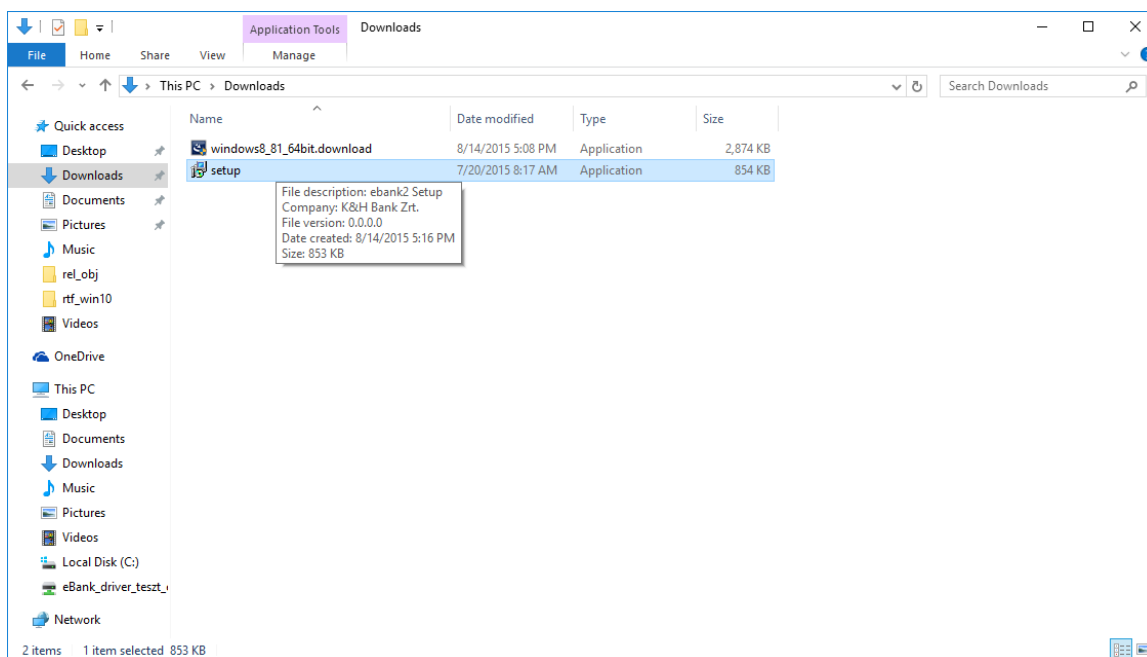 Application Tools Downloads
File Home Share View Manage
This PC Downloads Search Downloads
Name Date modified Type Size
windows8_81_64bit.download 8/14/2015 5:08 PM Application 2,874 KB
setup 7/20/2015 8:17 AM Application 854 KB
File description: ebank2 Setup
Company: K&H Bank Zrt.
File version: 0.0.0.0
Date created: 8/14/2015 5:16 PM
Size: 853 KB
Quick access
Desktop
Downloads
Documents
Pictures
Music
rel_obj
rtf_win10
Videos
OneDrive
This PC
Desktop
Documents
Downloads
Music
Pictures
Videos
Local Disk (C:)
eBank_driver_teszt_
Network
2 items 1 item selected 853 KB